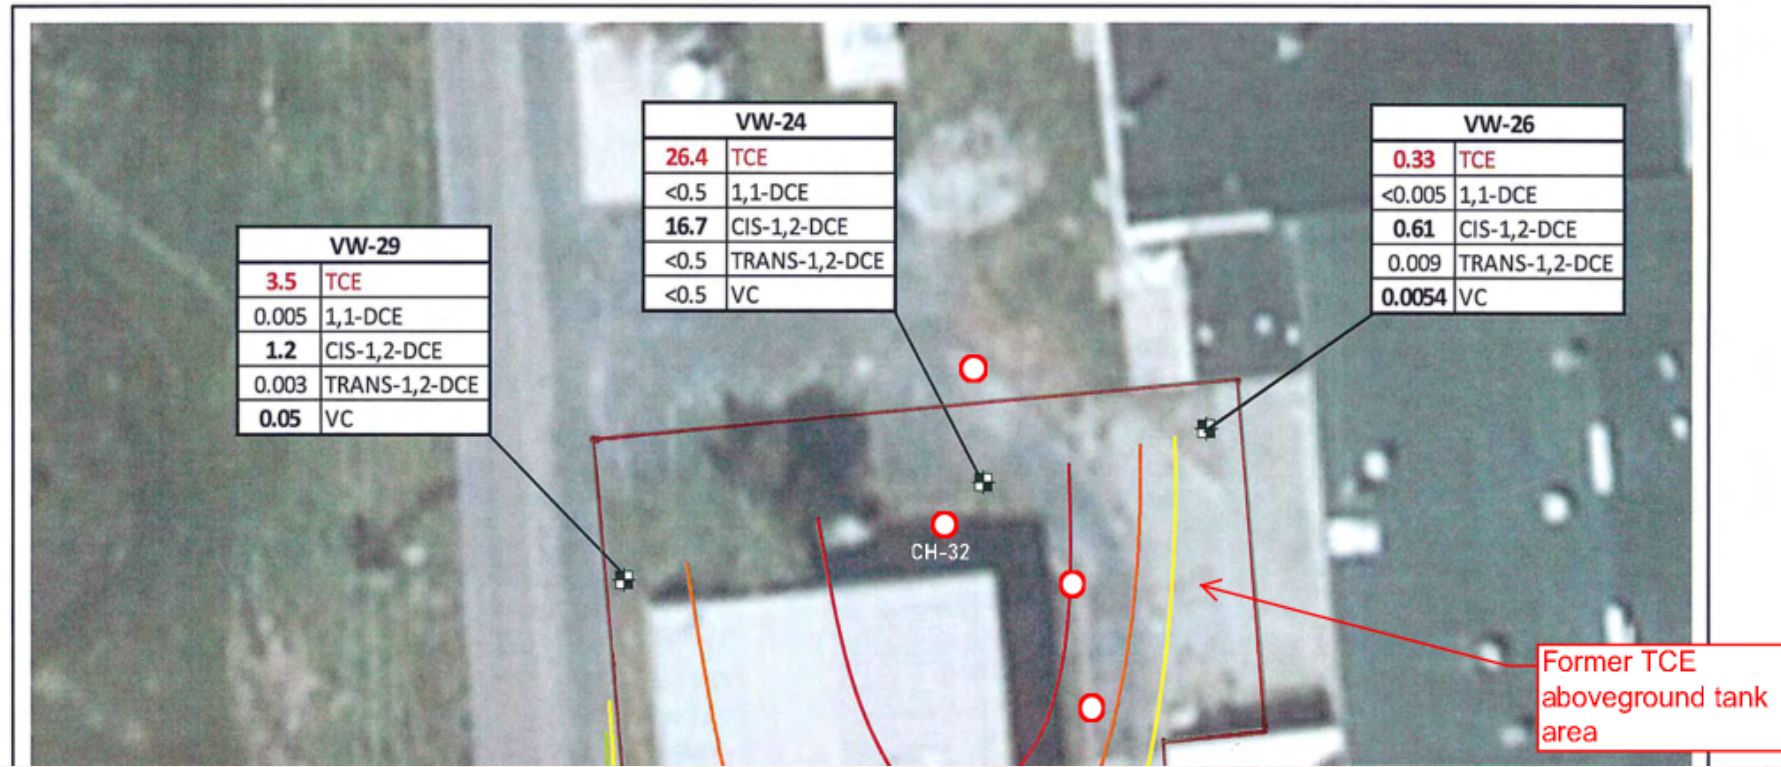 VW-24
26.4 TCE
<0.5 1,1-DCE
16.7 CIS-1,2-DCE
<0.5 TRANS-1,2-DCE
<0.5 VC
VW-26
0.33 TCE
<0.005 1,1-DCE
0.61 CIS-1,2-DCE
0.009 TRANS-1,2-DCE
0.0054 VC
VW-29
3.5 TCE
0.005 1,1-DCE
1.2 CIS-1,2-DCE
0.003 TRANS-1,2-DCE
0.05 VC
CH-32
Former TCE
aboveground tank
area